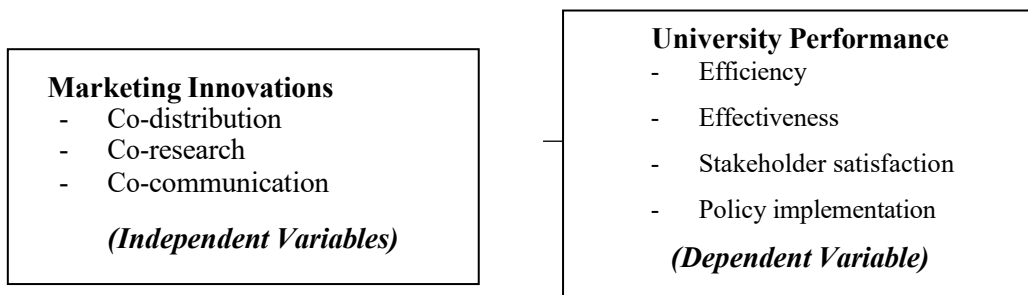 Marketing Innovations
- Co-distribution
- Co-research
- Co-communication
(Independent Variables)
University Performance
- Efficiency
- Effectiveness
- Stakeholder satisfaction
- Policy implementation
(Dependent Variable)